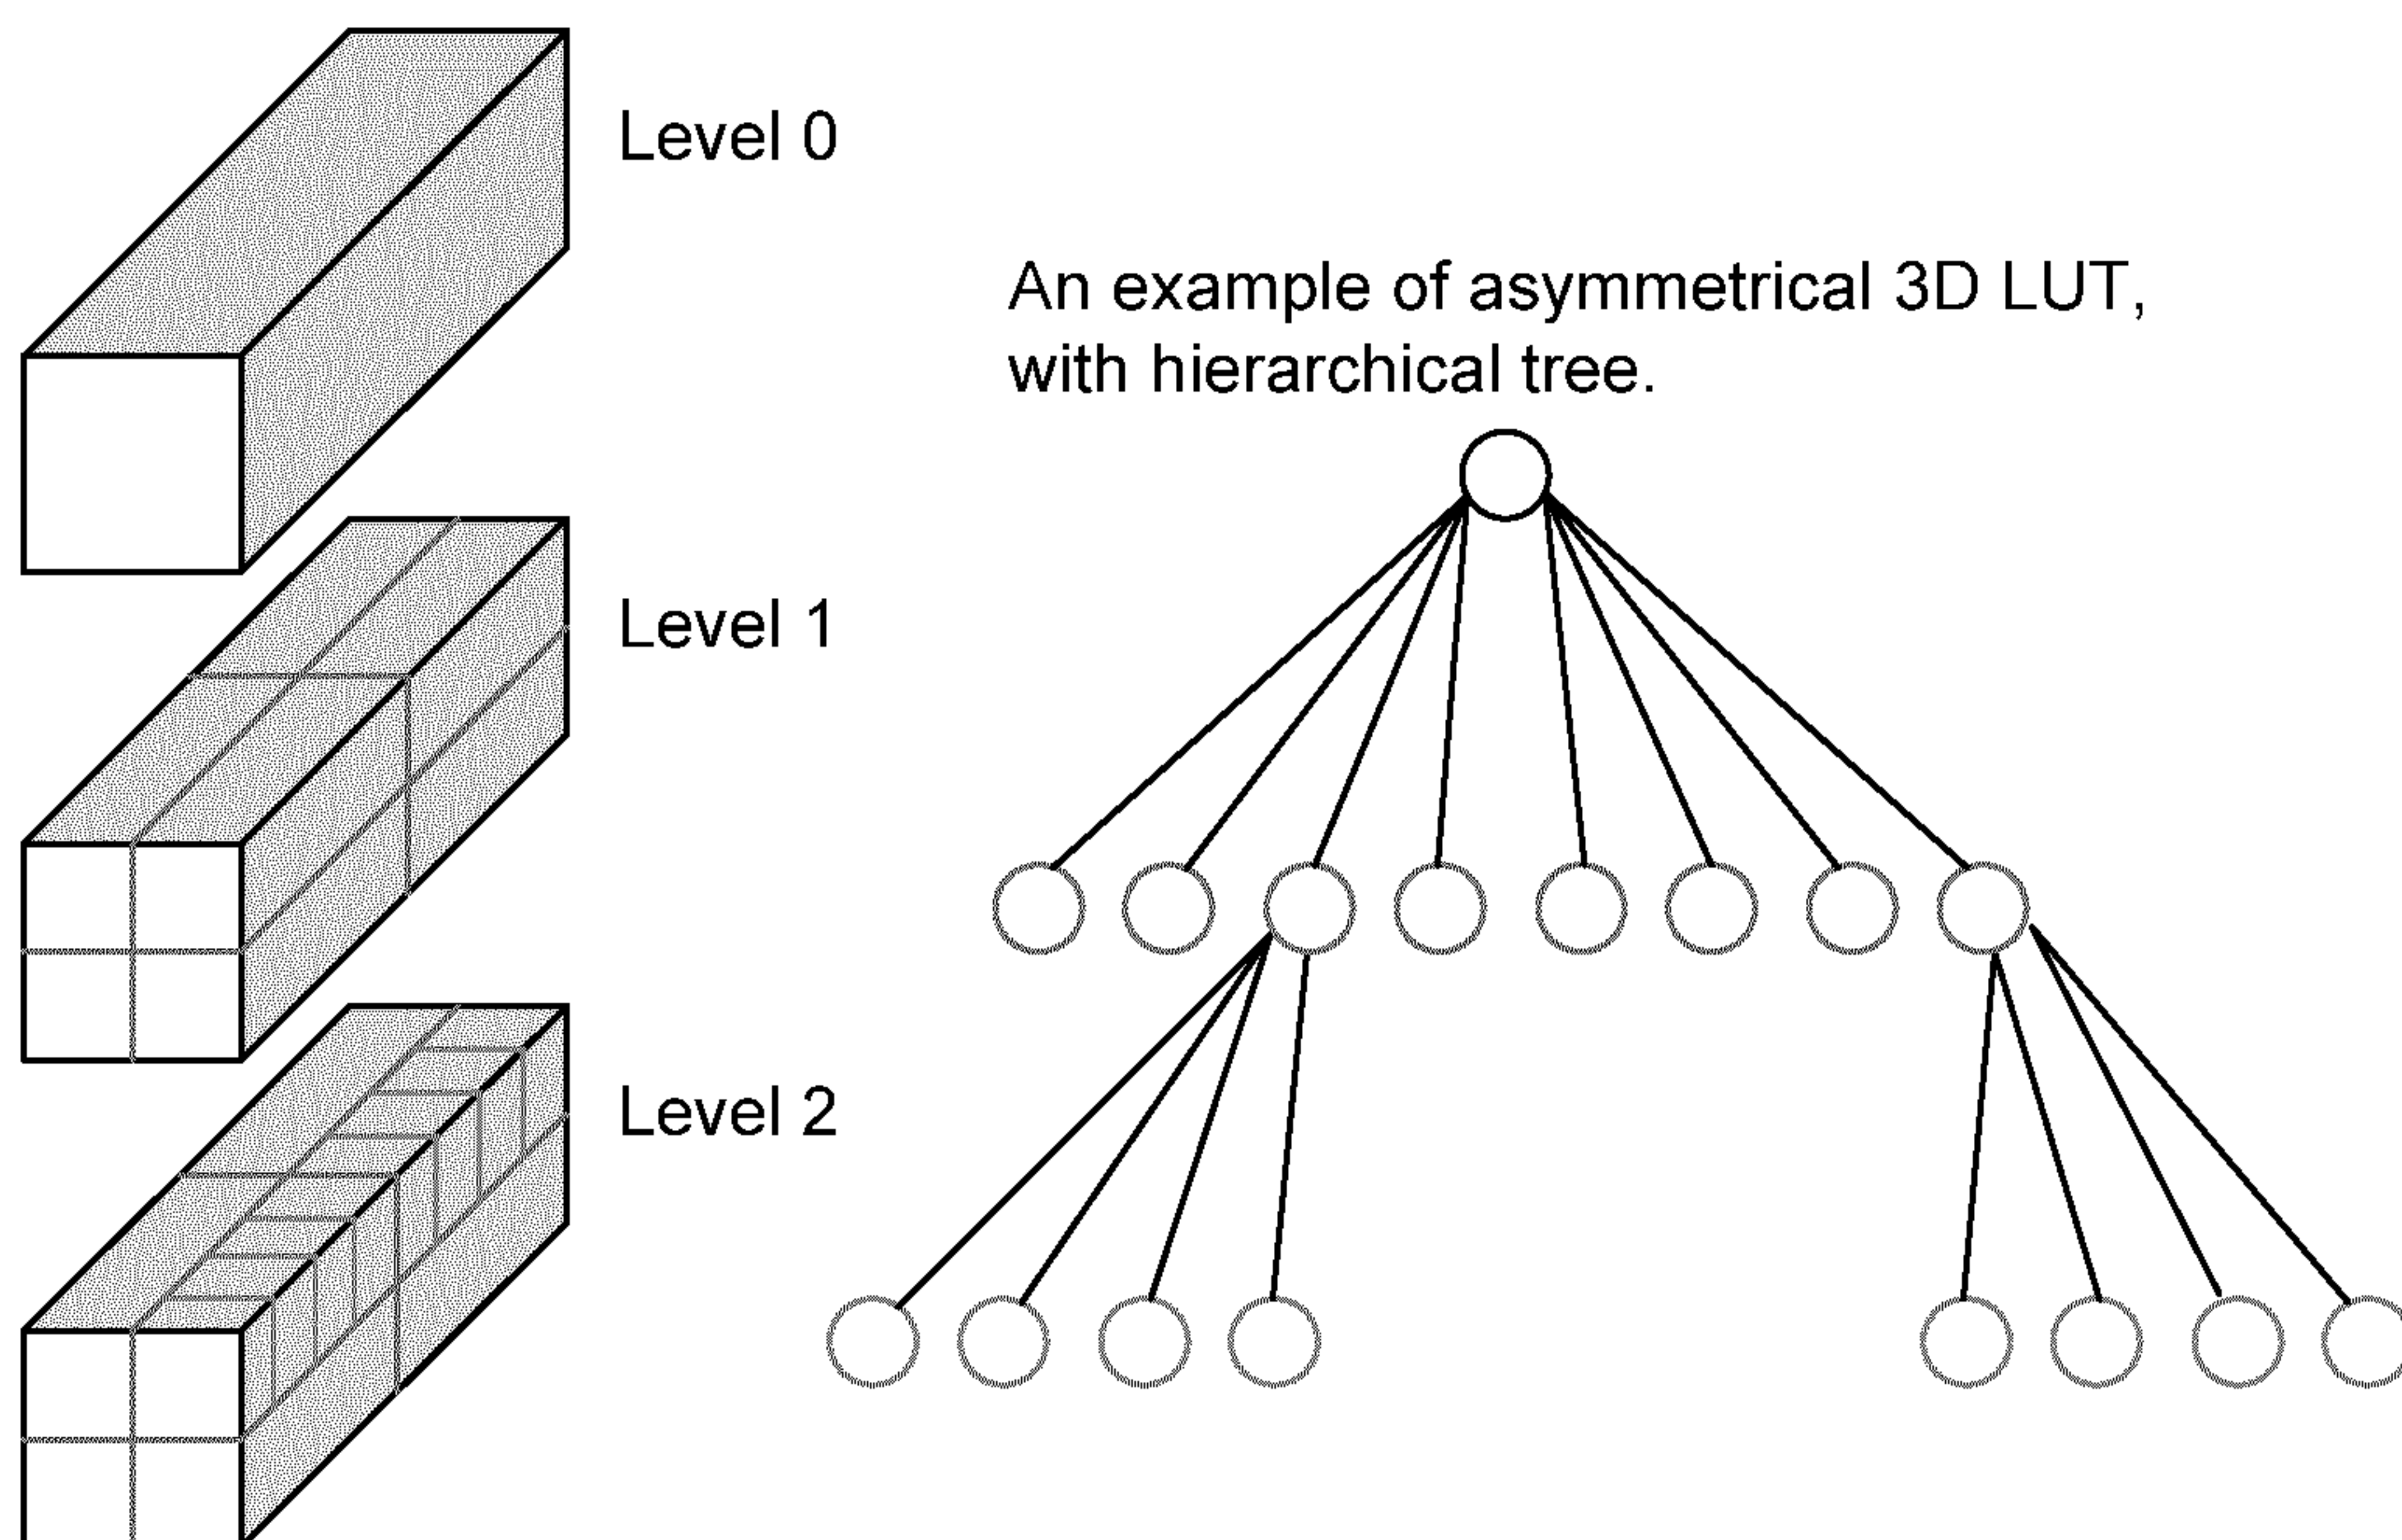 Level 0
An example of asymmetrical 3D LUT,
with hierarchical tree.
Level 1
Level 2